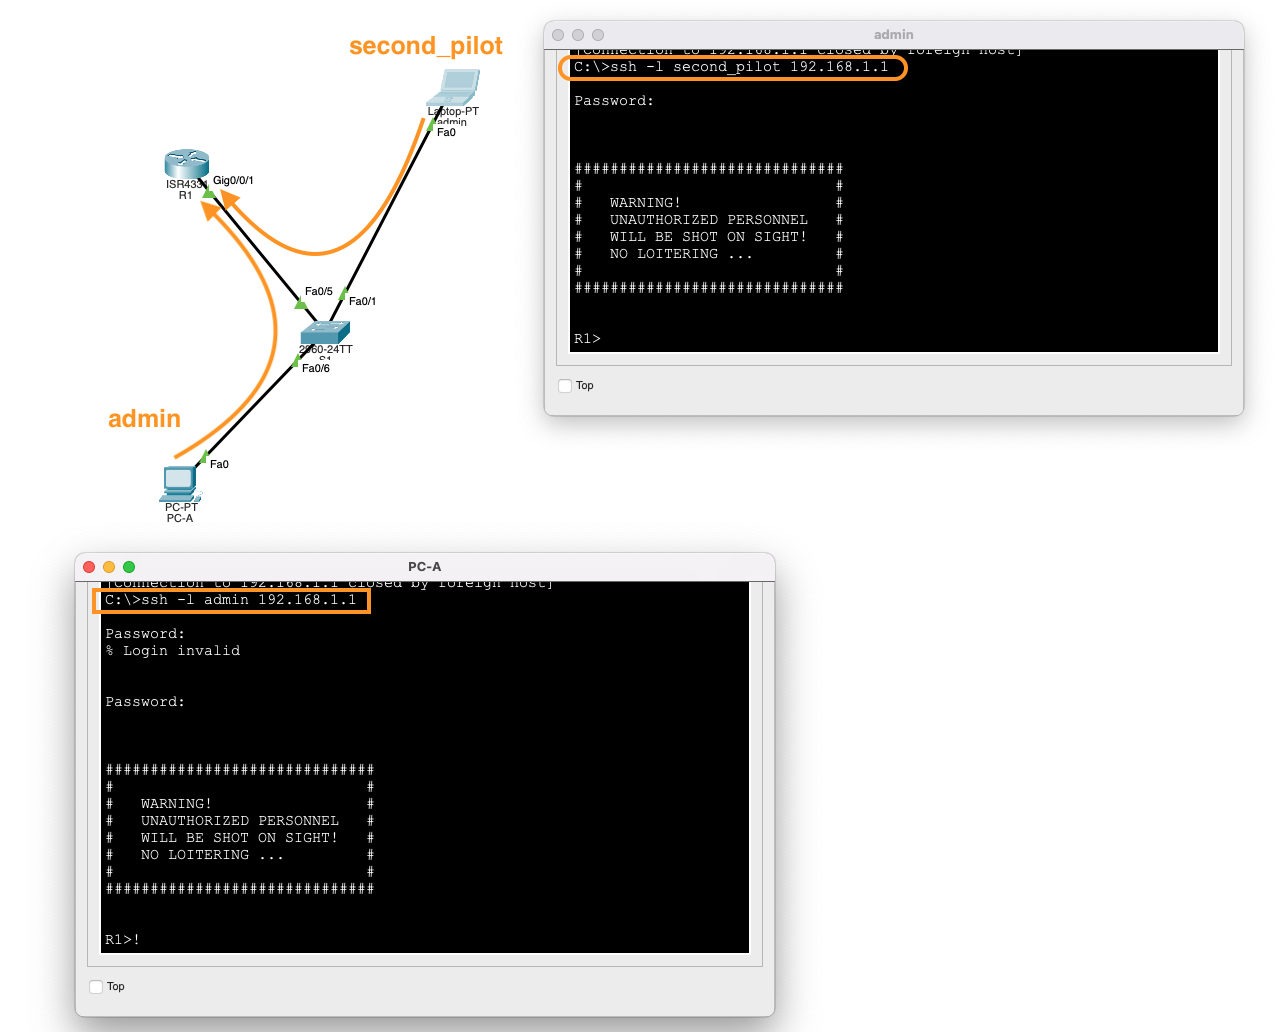 second_pilot
Laptop-PT
admin
Fa0
ISR4331
R1
Gig0/0/1
Fa0/5
Fa0/1
2960-24TT
S1
Fa0/6
admin
Fa0
PC-PT
PC-A
admin
[Connection to 192.168.1.1 closed by foreign host]
C:\>ssh -l second_pilot 192.168.1.1
Password:
##############################
#                            #
#   WARNING!                 #
#   UNAUTHORIZED PERSONNEL   #
#   WILL BE SHOT ON SIGHT!   #
#   NO LOITERING ...         #
#                            #
##############################
R1>
Top
PC-A
[Connection to 192.168.1.1 closed by foreign host]
C:\>ssh -l admin 192.168.1.1
Password:
% Login invalid
Password:
##############################
#                            #
#   WARNING!                 #
#   UNAUTHORIZED PERSONNEL   #
#   WILL BE SHOT ON SIGHT!   #
#   NO LOITERING ...         #
#                            #
##############################
R1>!
Top